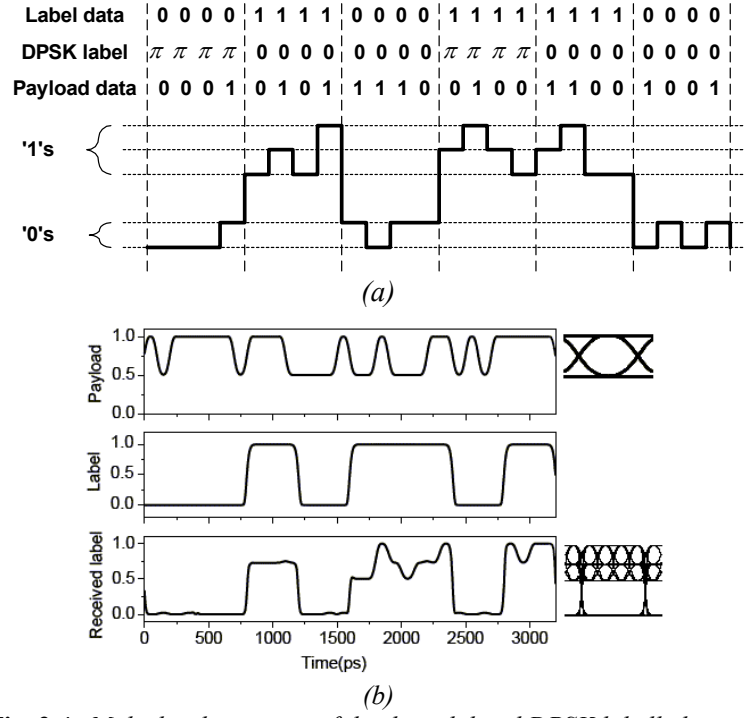 Label data 0 0 0 0 1 1 1 1 0 0 0 0 1 1 1 1 1 1 1 1 0 0 0 0
DPSK label π π π π 0 0 0 0 0 0 0 0 π π π π 0 0 0 0 0 0 0 0
Payload data 0 0 0 1 0 1 0 1 1 1 1 0 0 1 0 0 1 1 0 0 1 0 0 1
'1's
'0's
(a)
Payload
1.0
0.5
0.0
Label
1.0
0.5
0.0
Received label
1.0
0.5
0.0
0 500 1000 1500 2000 2500 3000
Time(ps)
(b)